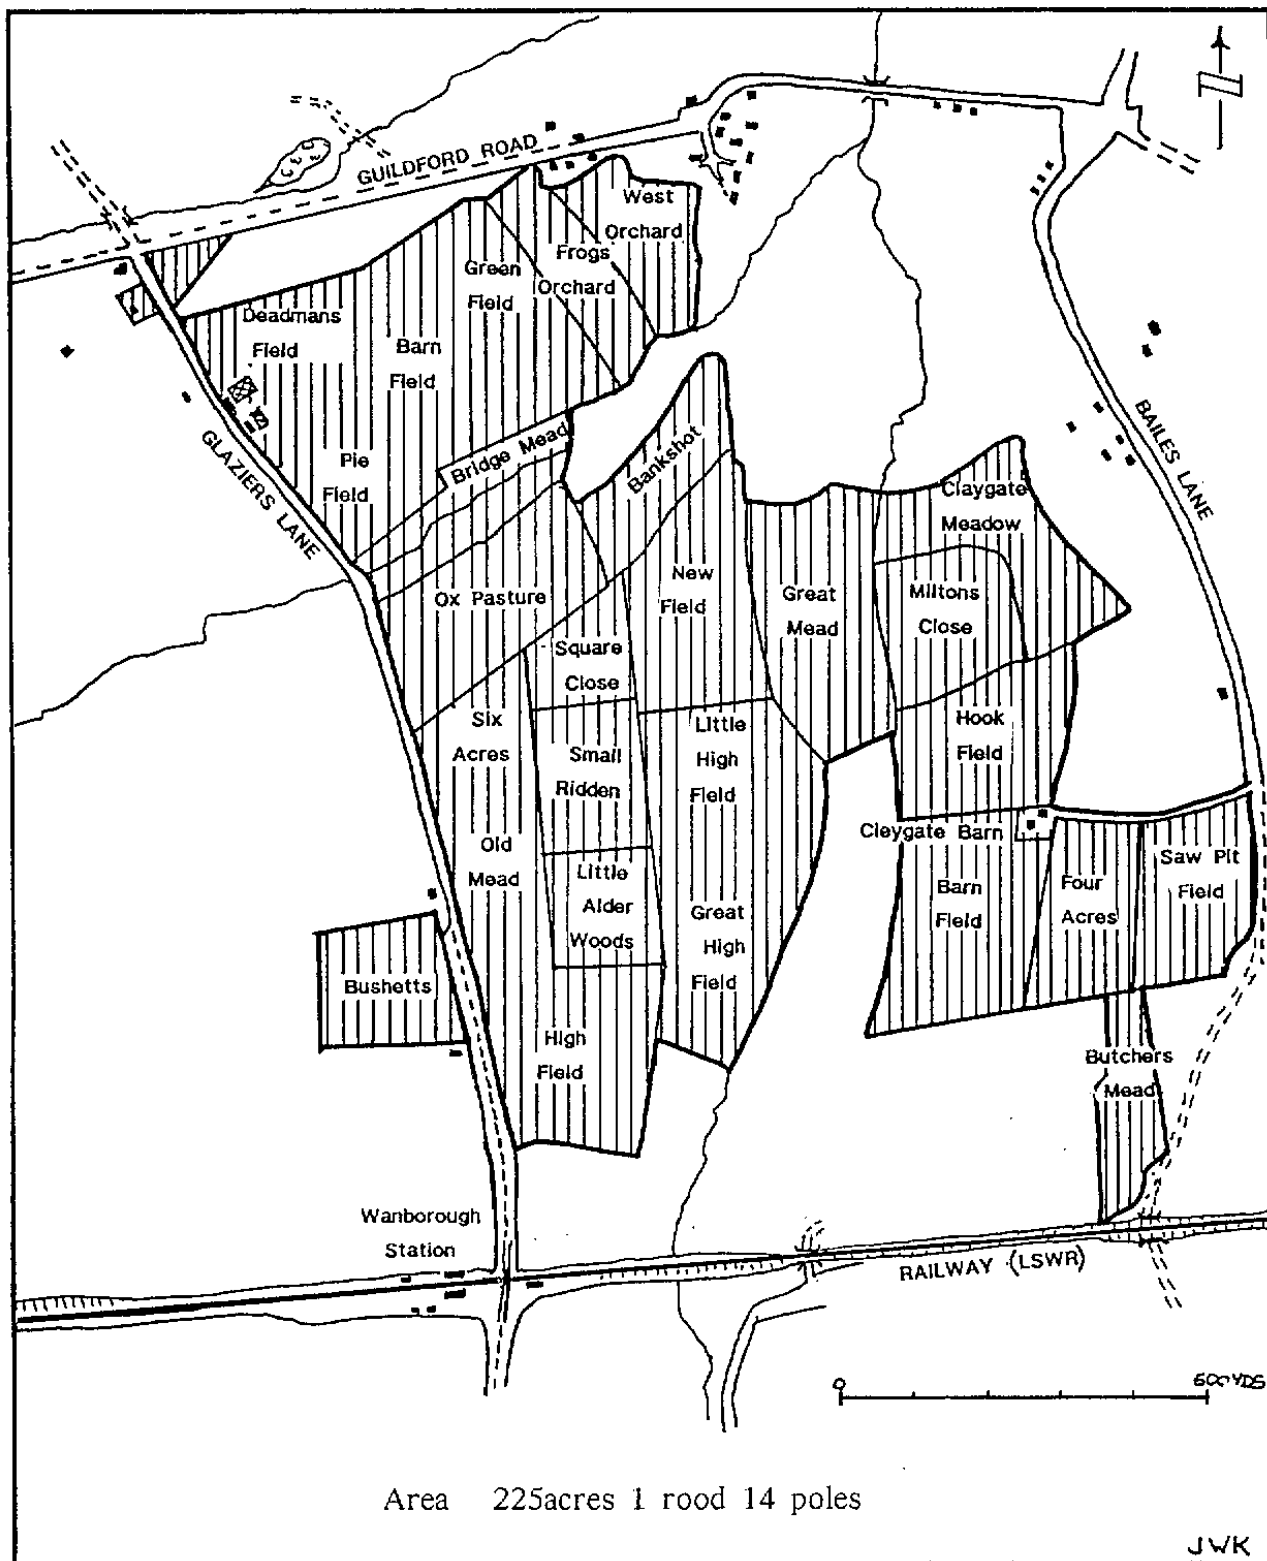 GUILDFORD ROAD
West
Orchard
Frogs
Orchard
Green
Field
Deadmans
Field
Barn
Field
Pie
Field
Bridge Mead
Bankshot
GLAZIERS LANE
BAILES LANE
Claygate
Meadow
Ox Pasture
New
Field
Great
Mead
Miltons
Close
Square
Close
Six
Acres
Small
Ridden
Little
High
Field
Hook
Field
Cleygate Barn
Old
Mead
Little
Alder
Woods
Great
High
Field
Barn
Field
Four
Acres
Saw Pit
Field
Bushetts
High
Field
Butchers
Mead
Wanborough
Station
RAILWAY (LSWR)
0
500 YDS
Area 225acres 1 rood 14 poles
JWK